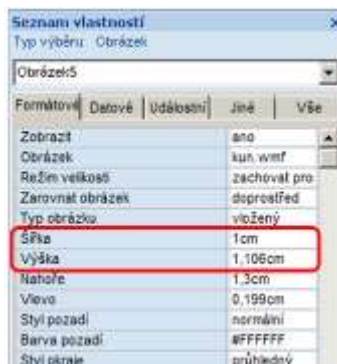 Seznam vlastností
Typ výběru: Obrázek
Obrázek5
Formátové Datové Událostní Jiné Vše
Zobrazit ano
Obrázek kun.wmf
Režim velikosti zachovat pro
Zarovnat obrázek doprostřed
Typ obrázku vložený
Šířka 1cm
Výška 1,106cm
Nahoře 1,3cm
Vlevo 0,199cm
Styl pozadí normální
Barva pozadí #FFFFFF
Styl okraje průhledný